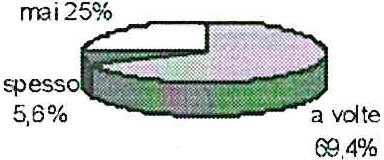 mai 25%
spesso
5,6%
a volte
69,4%